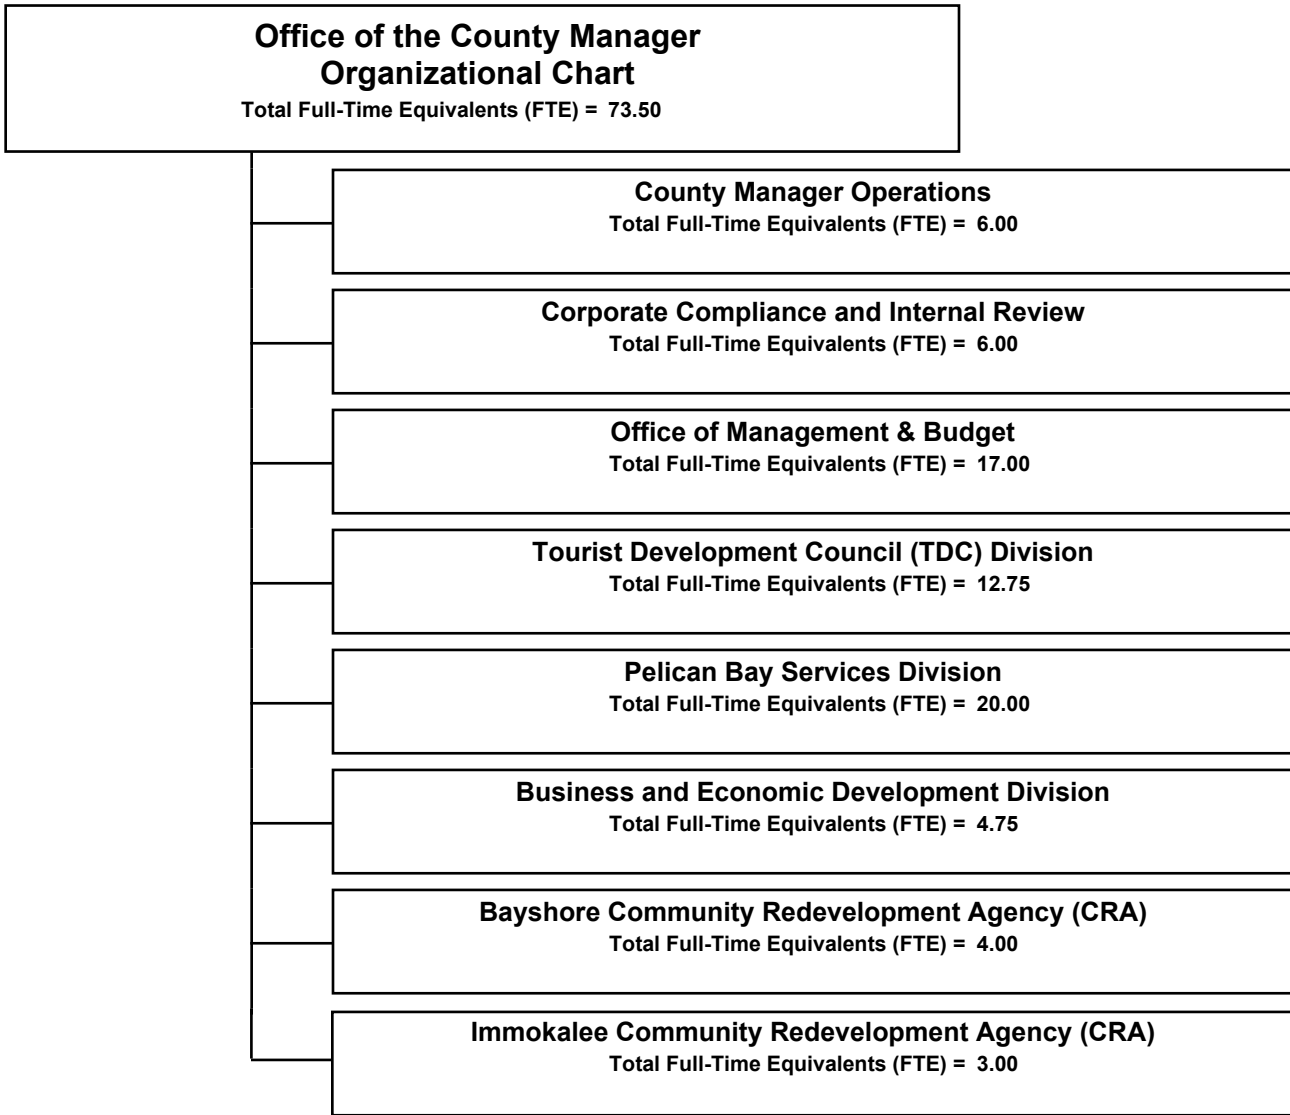 Office of the County Manager
Organizational Chart
Total Full-Time Equivalents (FTE) = 73.50
County Manager Operations
Total Full-Time Equivalents (FTE) = 6.00
Corporate Compliance and Internal Review
Total Full-Time Equivalents (FTE) = 6.00
Office of Management & Budget
Total Full-Time Equivalents (FTE) = 17.00
Tourist Development Council (TDC) Division
Total Full-Time Equivalents (FTE) = 12.75
Pelican Bay Services Division
Total Full-Time Equivalents (FTE) = 20.00
Business and Economic Development Division
Total Full-Time Equivalents (FTE) = 4.75
Bayshore Community Redevelopment Agency (CRA)
Total Full-Time Equivalents (FTE) = 4.00
Immokalee Community Redevelopment Agency (CRA)
Total Full-Time Equivalents (FTE) = 3.00